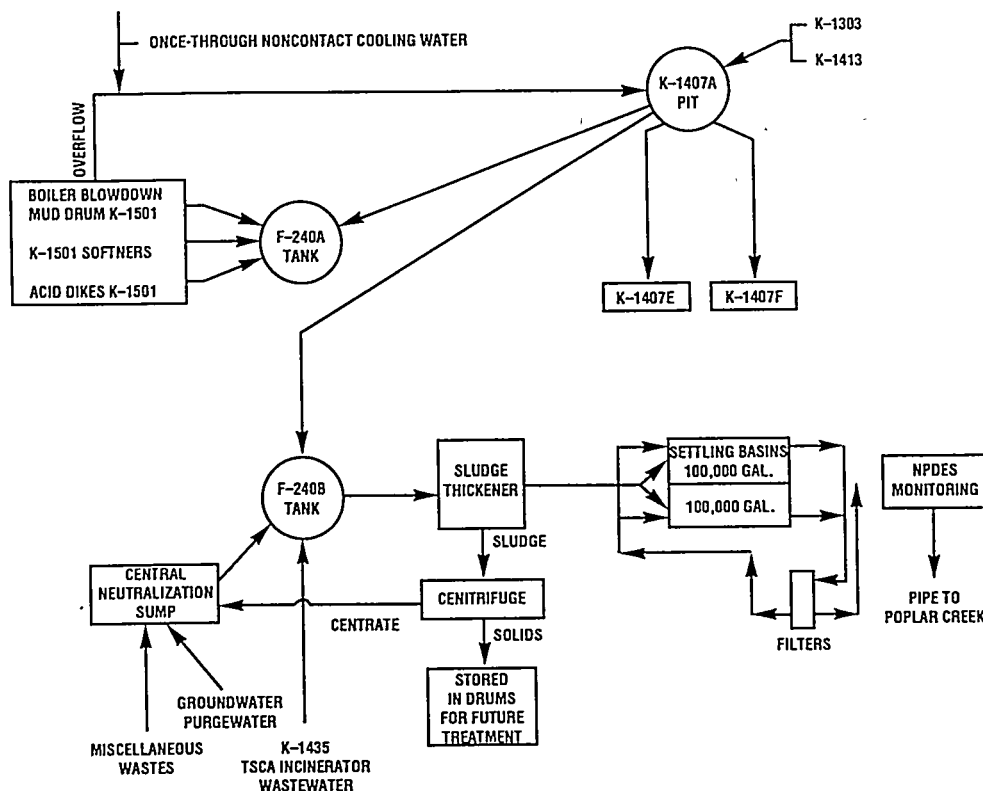 ONCE-THROUGH NONCONTACT COOLING WATER
K-1303
K-1413
K-1407A
PIT
OVERFLOW
BOILER BLOWDOWN
MUD DRUM K-1501
K-1501 SOFTNERS
ACID DIKES K-1501
F-240A
TANK
K-1407E
K-1407F
F-240B
TANK
SLUDGE
THICKENER
SETTLING BASINS
100,000 GAL.
100,000 GAL.
NPDES
MONITORING
SLUDGE
CENTRAL
NEUTRALIZATION
SUMP
CENTRATE
CENITRIFUGE
SOLIDS
FILTERS
PIPE TO
POPLAR CREEK
STORED
IN DRUMS
FOR FUTURE
TREATMENT
GROUNDWATER
PURGEWATER
MISCELLANEOUS
WASTES
K-1435
TSCA INCINERATOR
WASTEWATER